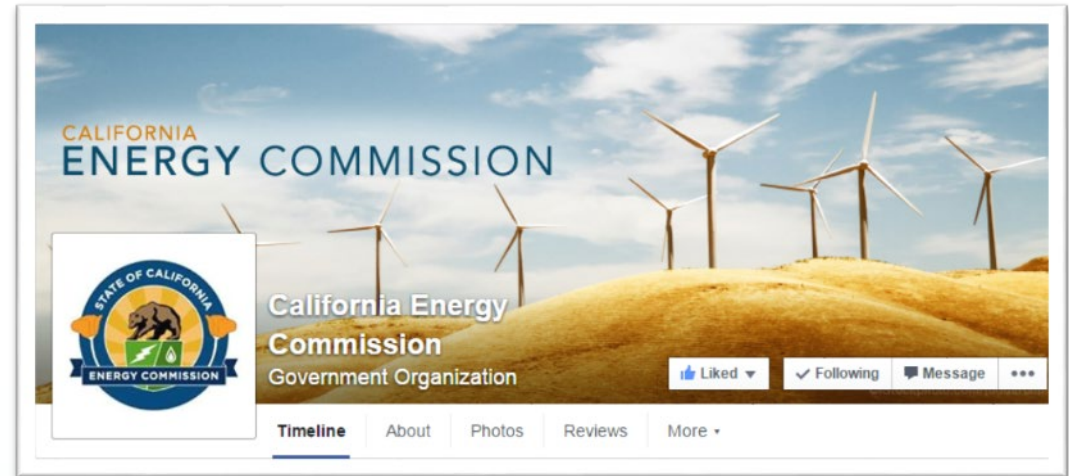 CALIFORNIA
ENERGY COMMISSION
STATE OF CALIFORNIA
ENERGY COMMISSION
California Energy
Commission
Government Organization
Liked
Following
Message
Timeline
About
Photos
Reviews
More